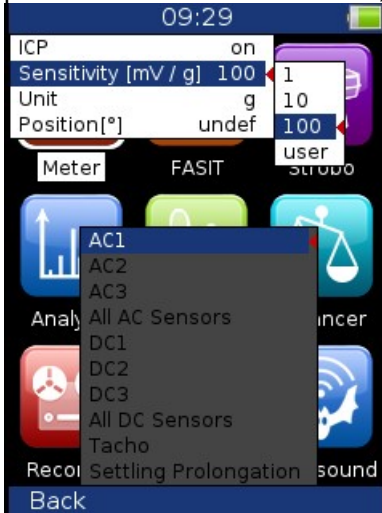 09:29
ICP on
Sensitivity [mV / g] 100
Unit g
Position[°] undef
1
10
100
user
Meter FASIT Strobo
AC1
AC2
AC3
All AC Sensors
DC1
DC2
DC3
All DC Sensors
Tacho
Settling Prolongation
Analy ncer
Recor sound
Back